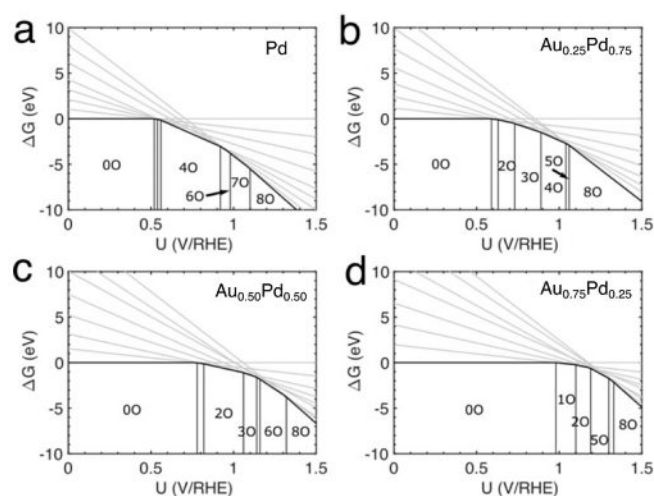 a
Pd
10
5
0
-5
-10
ΔG (eV)
0O
4O
6O
7O
8O
0
0.5
1
1.5
U (V/RHE)
b
Au0.25Pd0.75
10
5
0
-5
-10
ΔG (eV)
0O
2O
3O
5O
4O
8O
0
0.5
1
1.5
U (V/RHE)
c
Au0.50Pd0.50
10
5
0
-5
-10
ΔG (eV)
0O
2O
3O
6O
8O
0
0.5
1
1.5
U (V/RHE)
d
Au0.75Pd0.25
10
5
0
-5
-10
ΔG (eV)
0O
1O
2O
5O
8O
0
0.5
1
1.5
U (V/RHE)